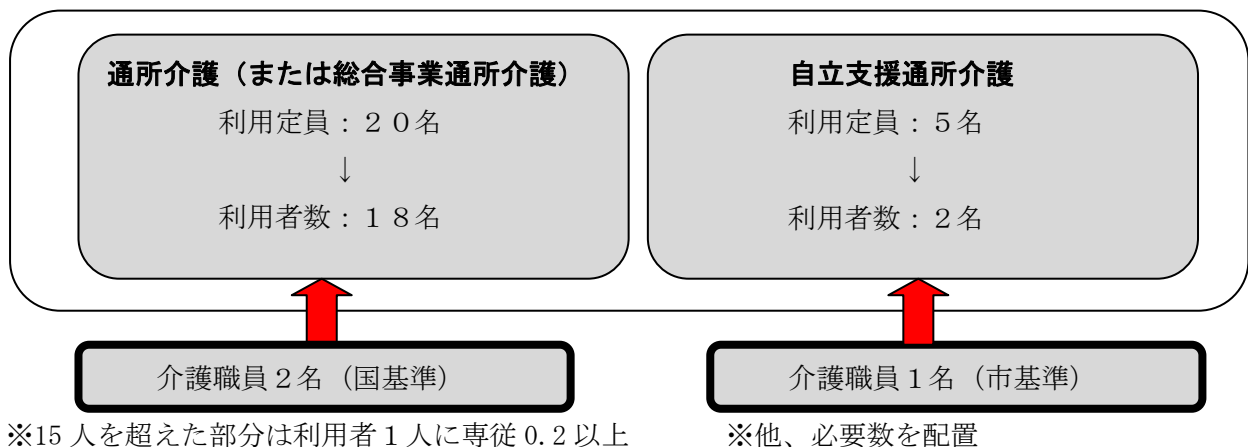 通所介護（または総合事業通所介護）
利用定員：２０名
↓
利用者数：１８名
自立支援通所介護
利用定員：５名
↓
利用者数：２名
介護職員２名（国基準）
介護職員１名（市基準）
※15人を超えた部分は利用者１人に専従0.2以上
※他、必要数を配置